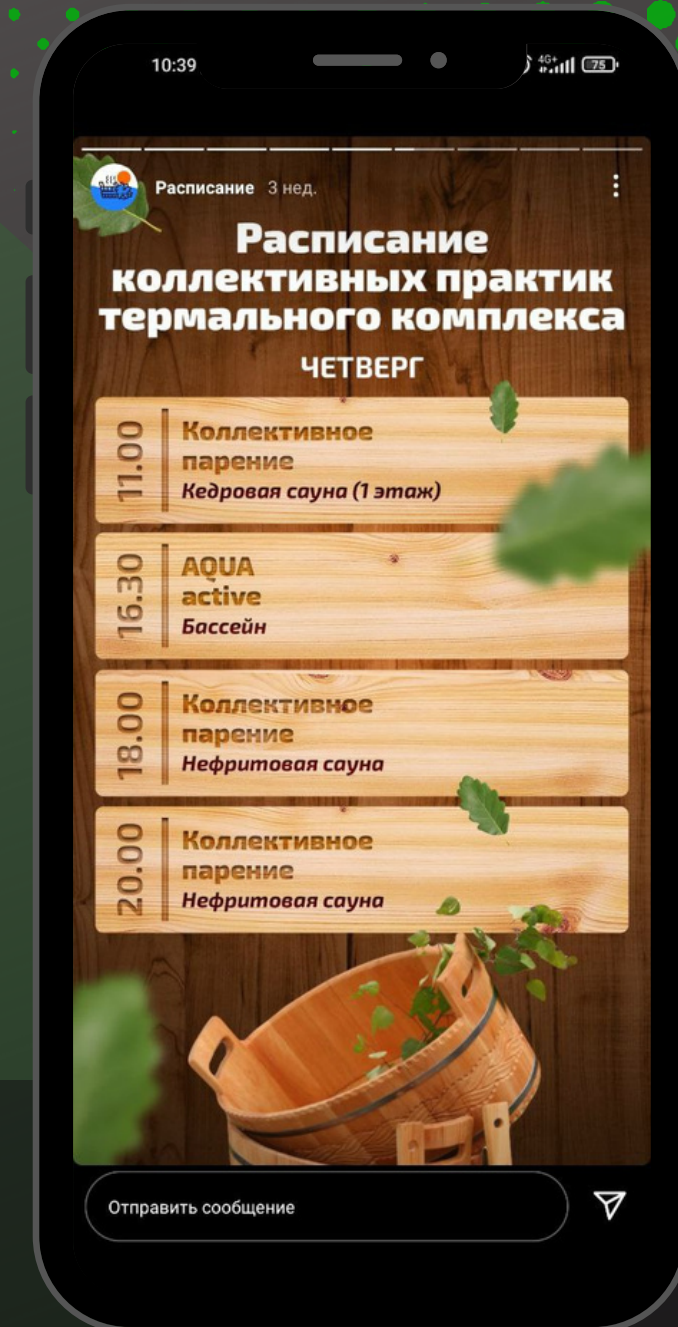 10:39
4G+
75
Расписание 3 нед.
Расписание
коллективных практик
термального комплекса
ЧЕТВЕРГ
11.00
Коллективное
парение
Кедровая сауна (1 этаж)
16.30
AQUA
active
Бассейн
18.00
Коллективное
парение
Нефритовая сауна
20.00
Коллективное
парение
Нефритовая сауна
Отправить сообщение